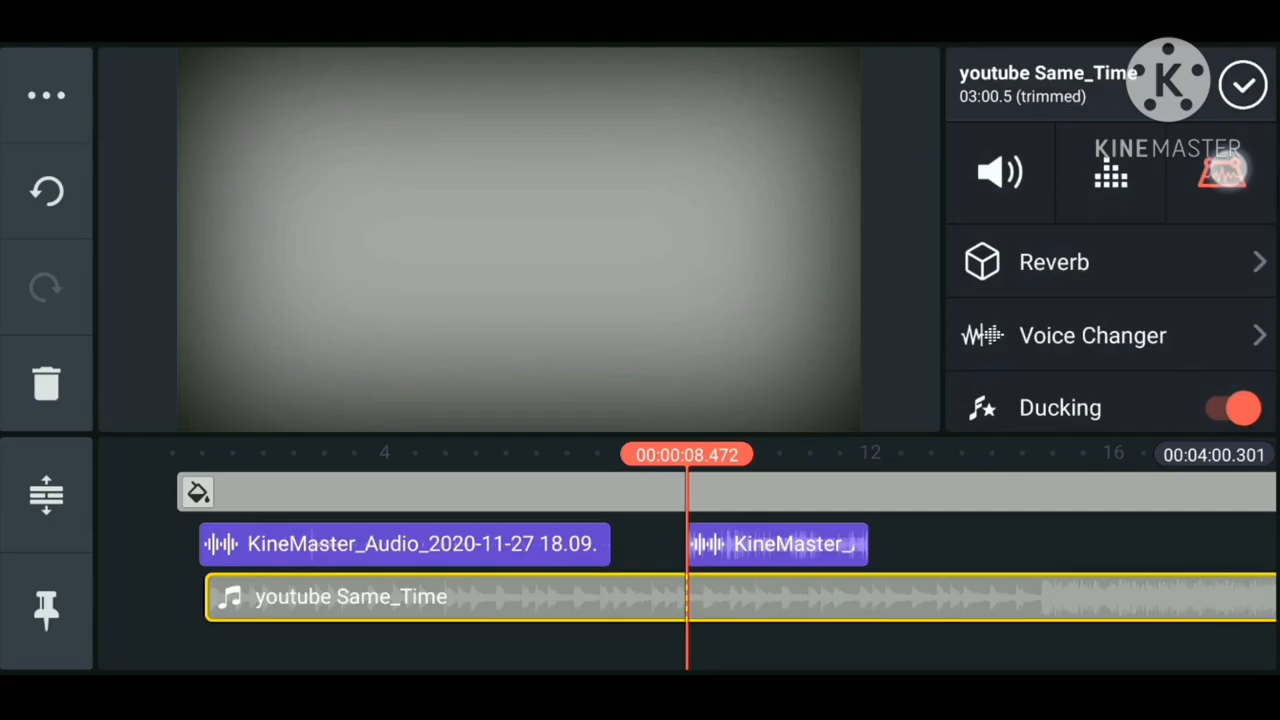 youtube Same_Time
03:00.5 (trimmed)
K
KINEMASTER
Reverb
Voice Changer
Ducking
4
00:00:08.472
12
16
00:04:00.301
KineMaster_Audio_2020-11-27 18.09.
KineMaster_
youtube Same_Time